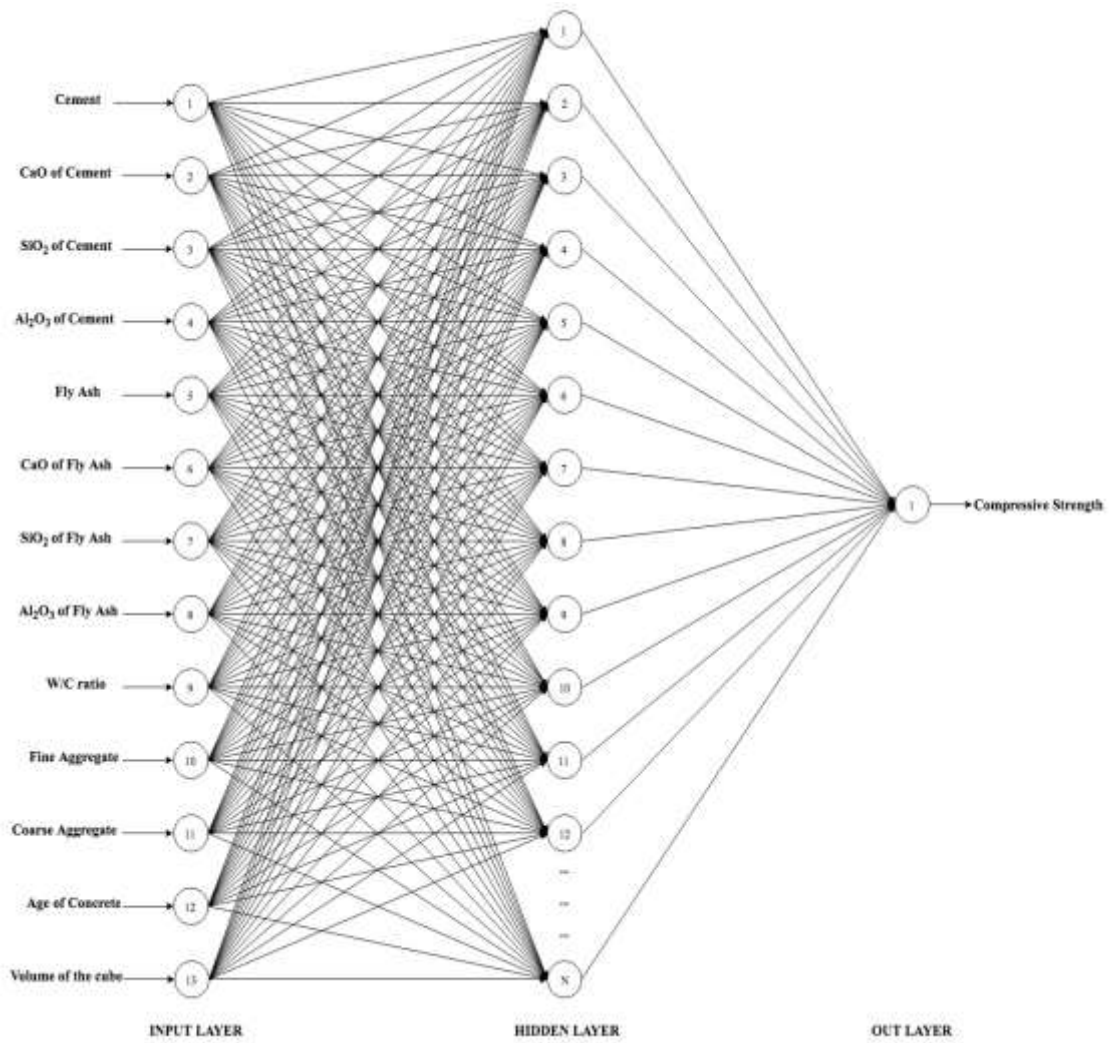 1
Cement 1 2
CaO of Cement 2 3
SiO₂ of Cement 3 4
Al₂O₃ of Cement 4 5
Fly Ash 5 6
CaO of Fly Ash 6 7
1 Compressive Strength
SiO₂ of Fly Ash 7 8
Al₂O₃ of Fly Ash 8 9
W/C ratio 9 10
Fine Aggregate 10 11
Coarse Aggregate 11 12
Age of Concrete 12
Volume of the cube 13 N
INPUT LAYER HIDDEN LAYER OUT LAYER